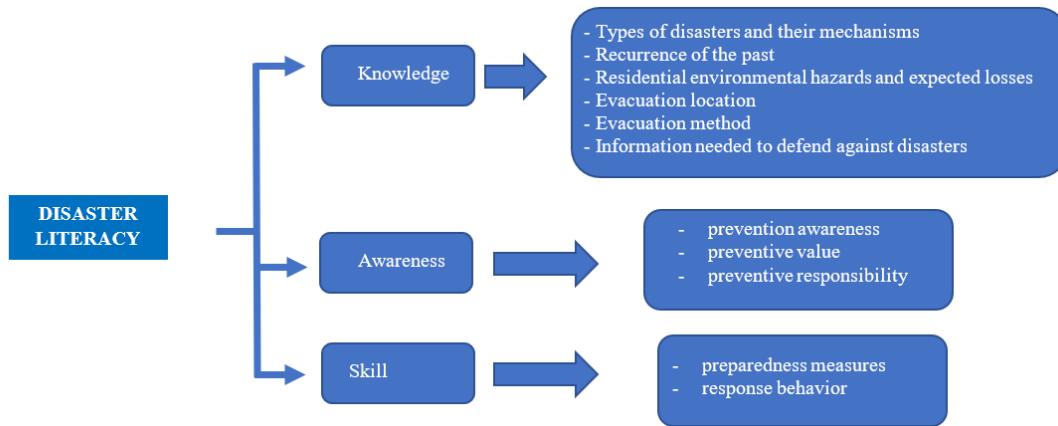 DISASTER
LITERACY
Knowledge
- Types of disasters and their mechanisms
- Recurrence of the past
- Residential environmental hazards and expected losses
- Evacuation location
- Evacuation method
- Information needed to defend against disasters
Awareness
- prevention awareness
- preventive value
- preventive responsibility
Skill
- preparedness measures
- response behavior